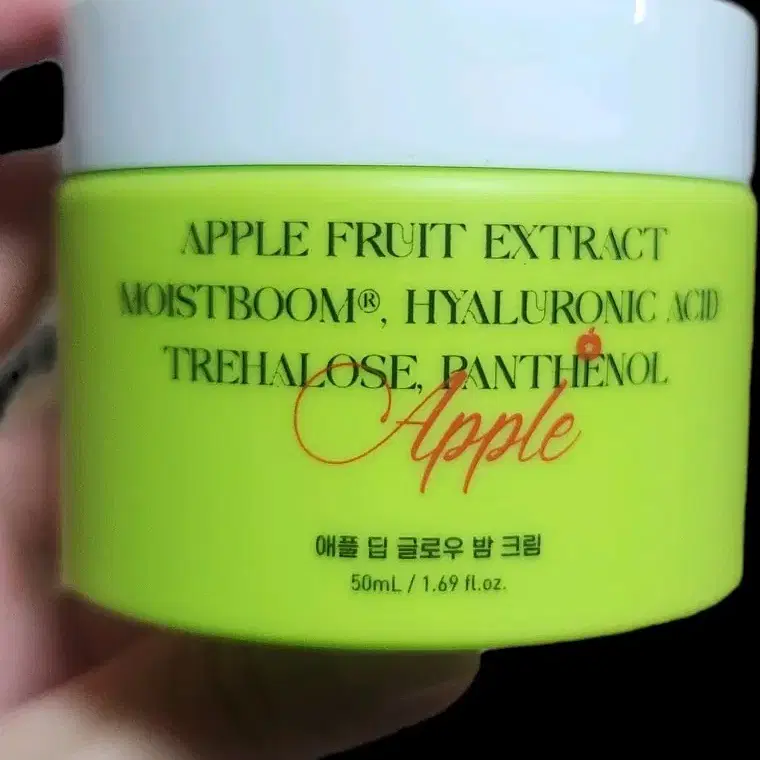 APPLE FRUIT EXTRACT
MOISTBOOM®, HYALURONIC ACID
TREHALOSE, PANTHENOL
Apple
애플 딥 글로우 밤 크림
50mL / 1.69 fl.oz.